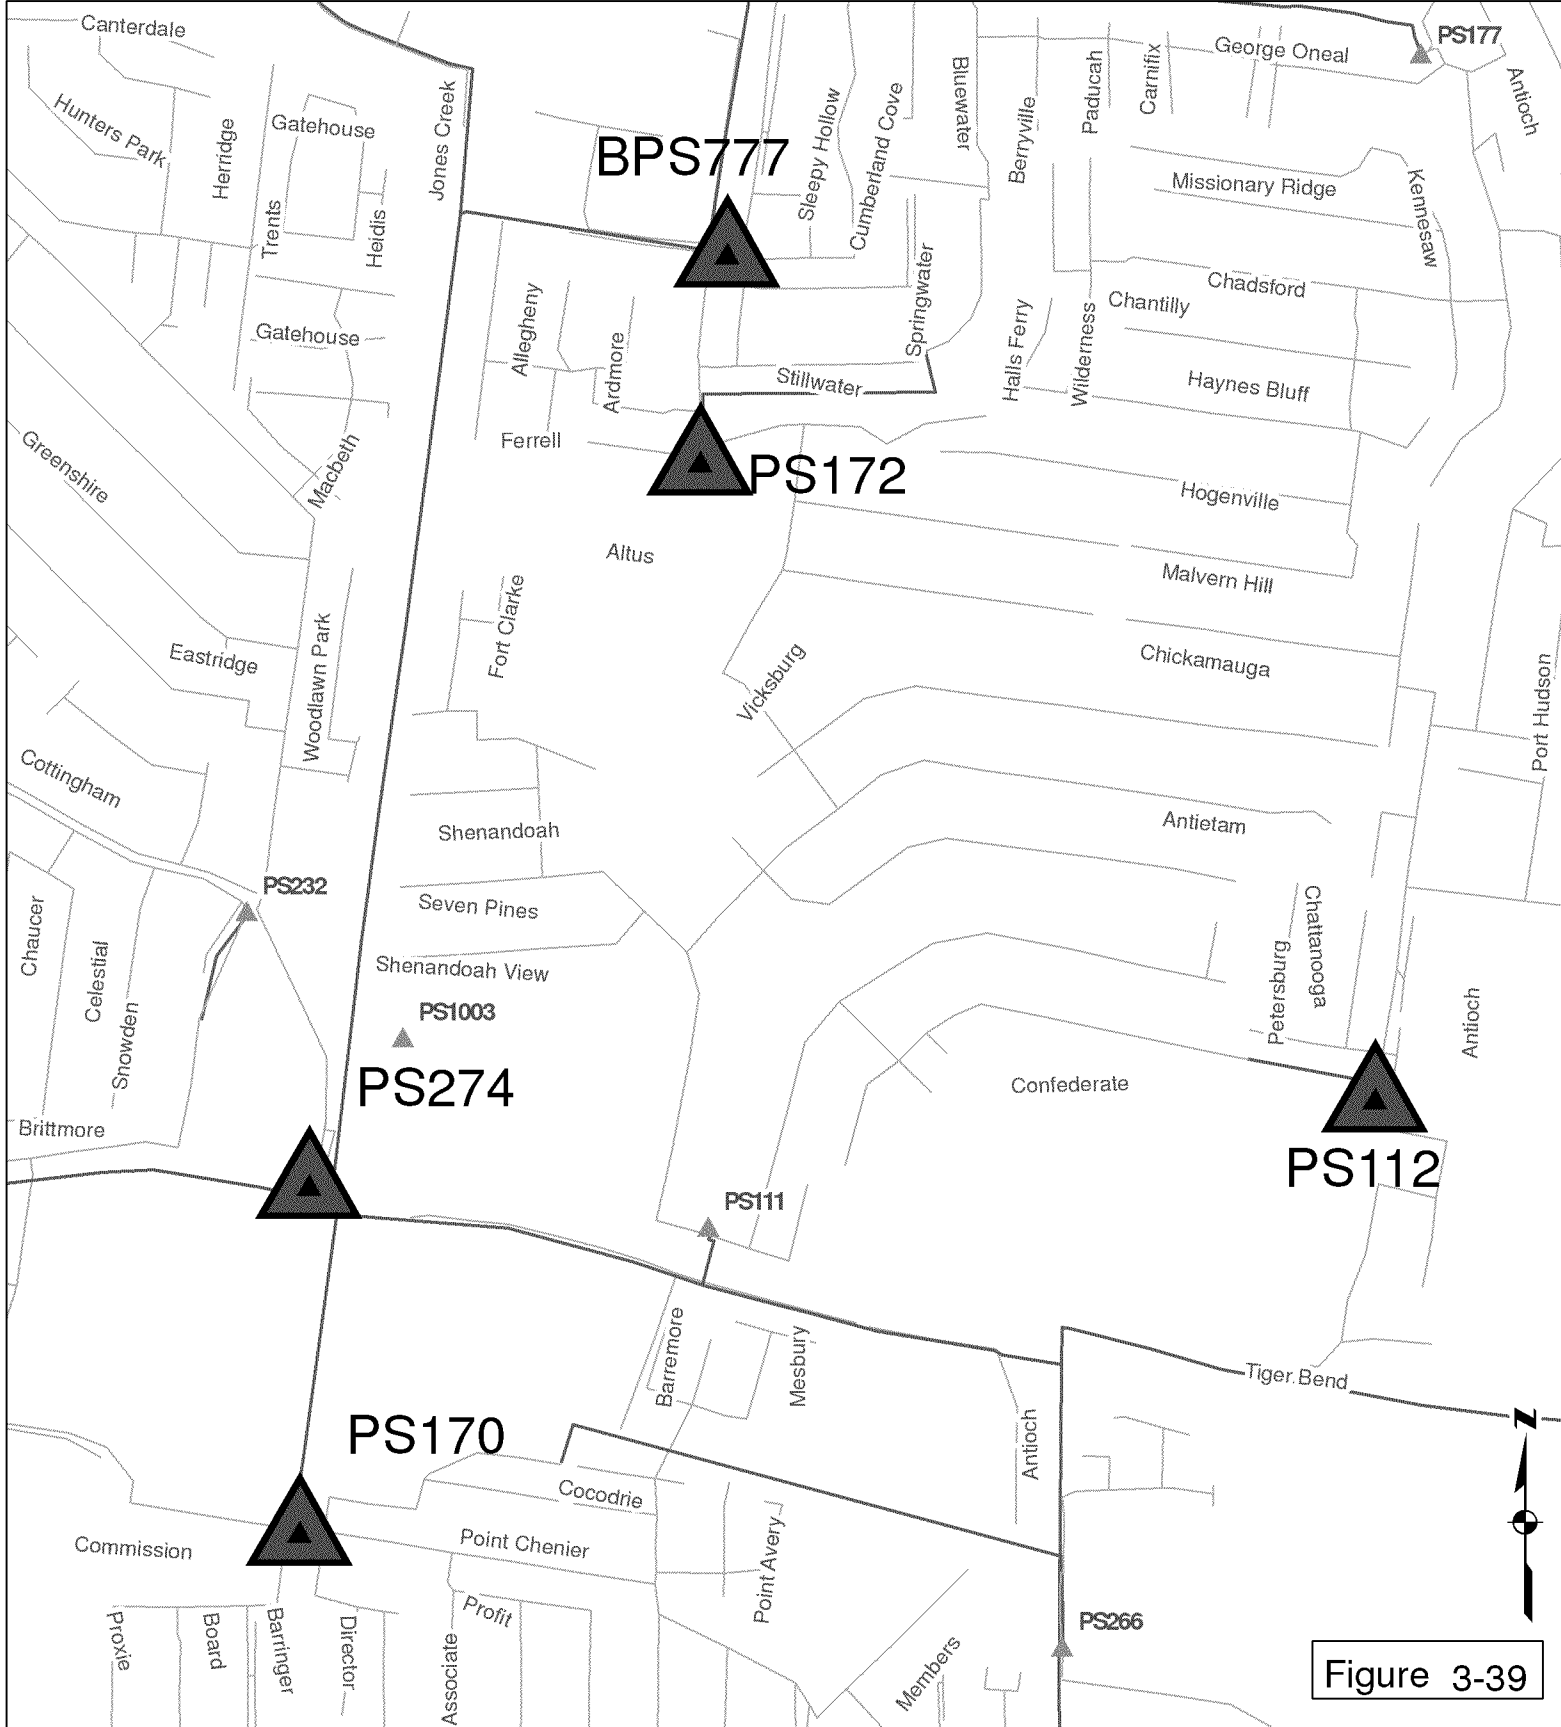 Canterdale
George Oneal
PS177
Antioch
Hunters Park
Herridge
Gatehouse
Jones Creek
Trents
Heidis
BPS777
Sleepy Hollow
Cumberland Cove
Bluewater
Berryville
Paducah
Carnifix
Missionary Ridge
Kennesaw
Chadsford
Chantilly
Gatehouse
Allegheny
Ardmore
Springwater
Halls Ferry
Wilderness
Stillwater
Haynes Bluff
Ferrell
PS172
Macbeth
Greenshire
Hogenville
Altus
Malvern Hill
Fort Clarke
Eastridge
Woodlawn Park
Vicksburg
Chickamauga
Port Hudson
Cottingham
Shenandoah
Antietam
PS232
Seven Pines
Chaucer
Celestial
Snowden
Shenandoah View
Petersburg
Chattanooga
Antioch
PS1003
PS274
Confederate
Brittmore
PS112
PS111
Barremore
Mesbury
Tiger Bend
Antioch
PS170
Cocodrie
Commission
Point Chenier
Point Avery
Proxie
Board
Barringer
Director
Associate
Profit
Members
PS266
N
Figure 3-39